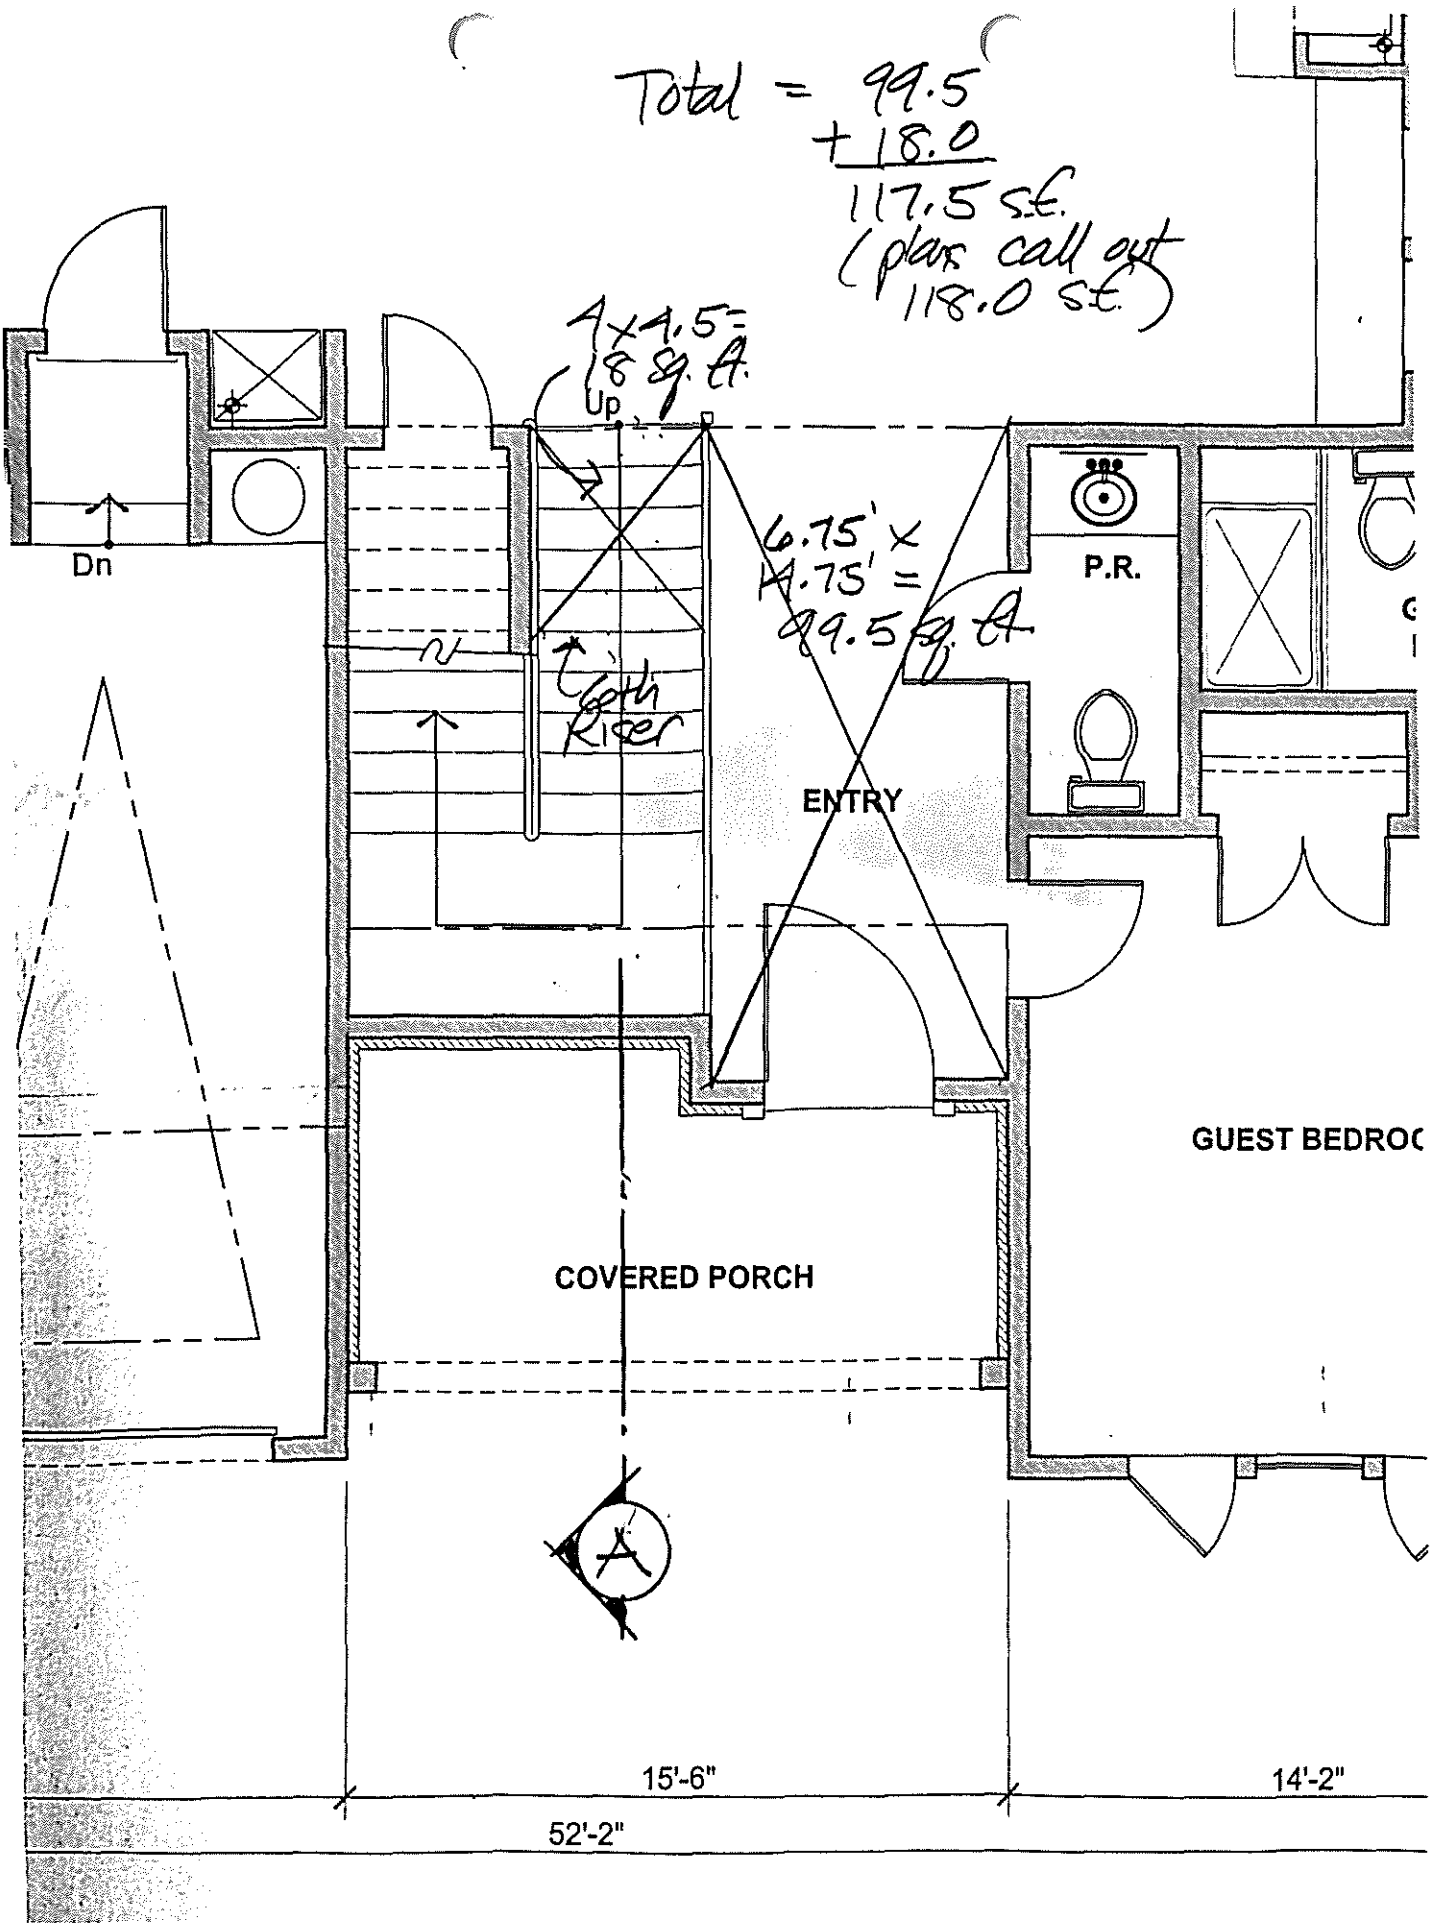 Total = 99.5
+ 18.0
117.5 s.f.
(plans call out
118.0 s.f.)
4 x 4.5 =
18 sq. ft.
Up
6.75' x
14.75' =
99.5 sq. ft.
P.R.
Dn
G
6th
Riser
ENTRY
GUEST BEDROO
COVERED PORCH
A
15'-6"
14'-2"
52'-2"